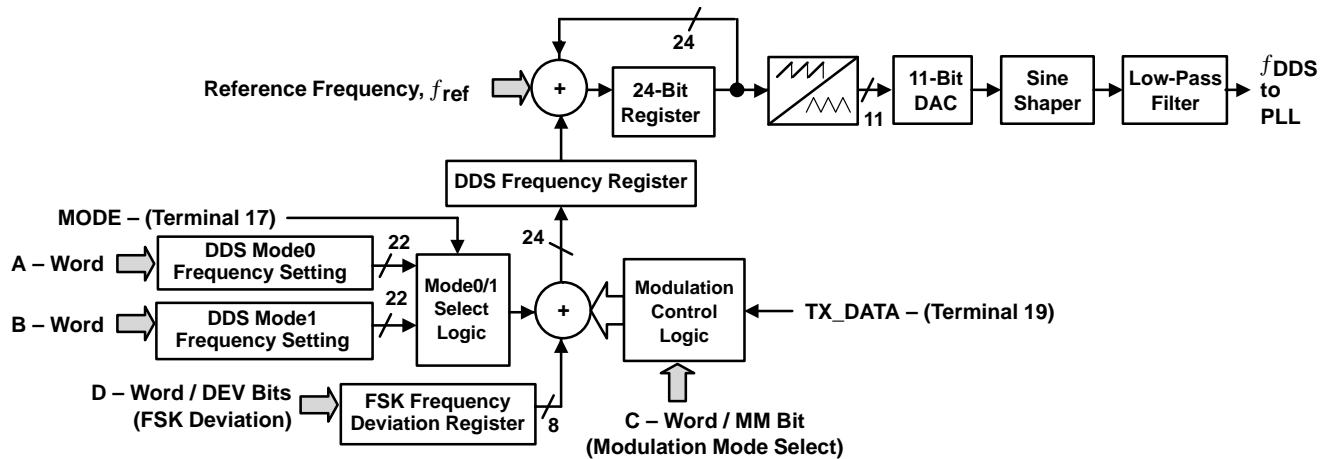 24
Reference Frequency, fref
+
24-Bit
Register
11
11-Bit
DAC
Sine
Shaper
Low-Pass
Filter
fDDS
to
PLL
DDS Frequency Register
MODE – (Terminal 17)
24
A – Word
DDS Mode0
Frequency Setting
22
B – Word
DDS Mode1
Frequency Setting
22
Mode0/1
Select
Logic
+
Modulation
Control
Logic
TX_DATA – (Terminal 19)
D – Word / DEV Bits
(FSK Deviation)
FSK Frequency
Deviation Register
8
C – Word / MM Bit
(Modulation Mode Select)